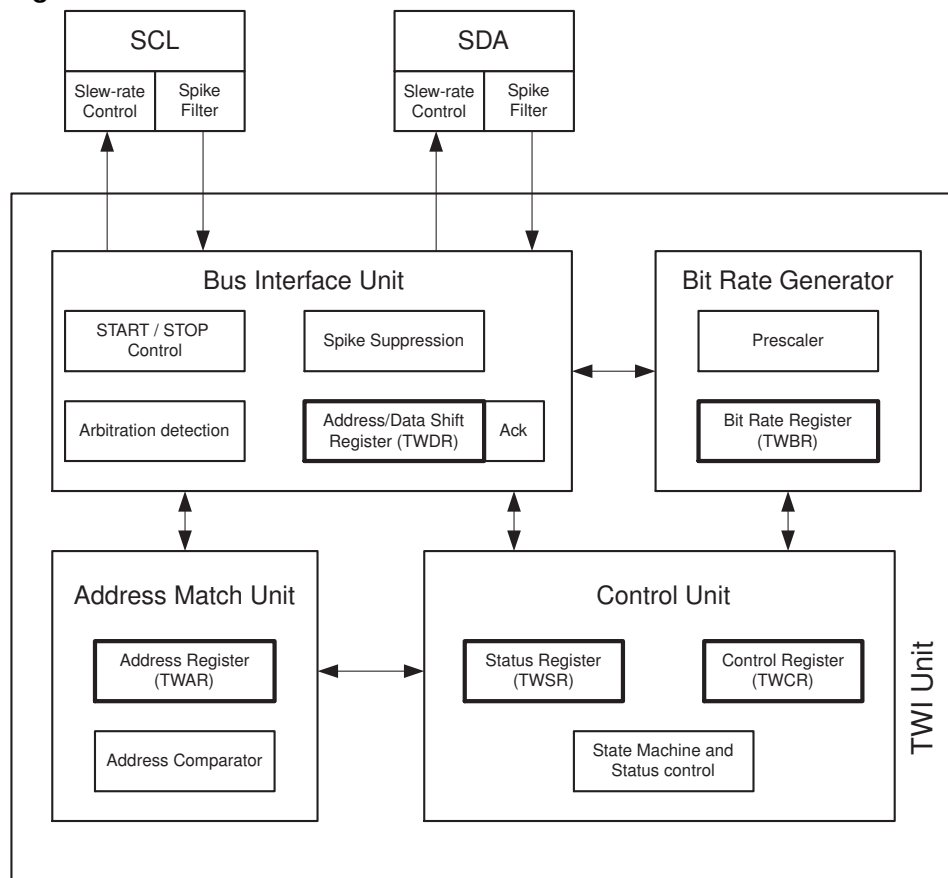 SCL
Slew-rate
Control
Spike
Filter
SDA
Slew-rate
Control
Spike
Filter
Bus Interface Unit
START / STOP
Control
Spike Suppression
Arbitration detection
Address/Data Shift
Register (TWDR)
Ack
Bit Rate Generator
Prescaler
Bit Rate Register
(TWBR)
Address Match Unit
Address Register
(TWAR)
Address Comparator
Control Unit
Status Register
(TWSR)
Control Register
(TWCR)
State Machine and
Status control
TWI Unit